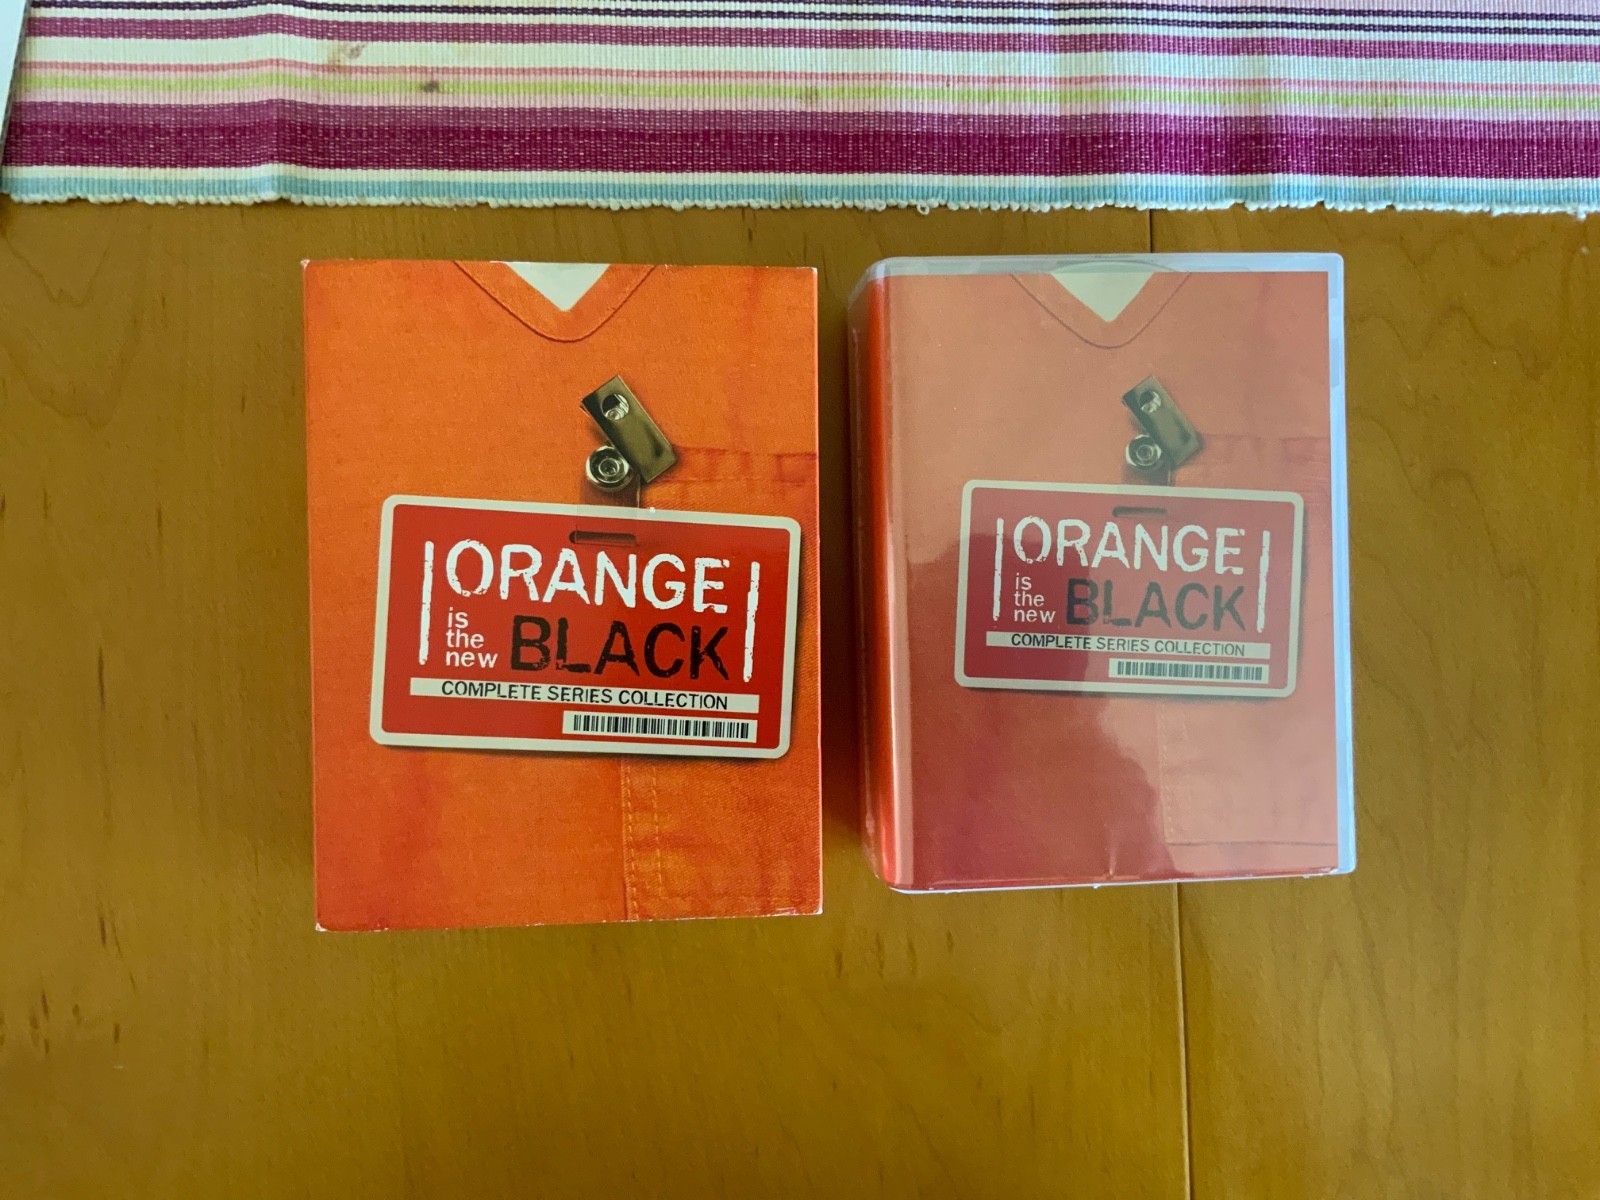 ORANGE
is the new BLACK
COMPLETE SERIES COLLECTION
ORANGE
is the new BLACK
COMPLETE SERIES COLLECTION